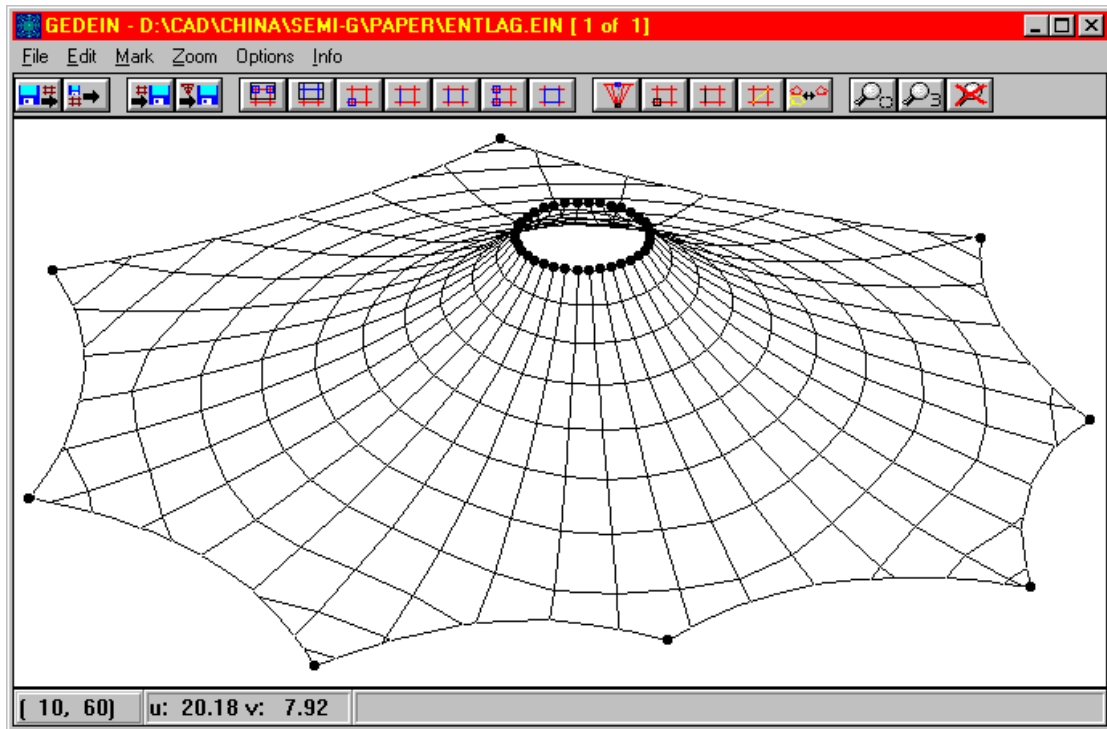 GEDEIN - D:\CAD\CHINA\SEMI-G\PAPER\ENTLAG.EIN [ 1 of  1]
File Edit Mark Zoom Options Info
[ 10, 60) u: 20.18 v: 7.92